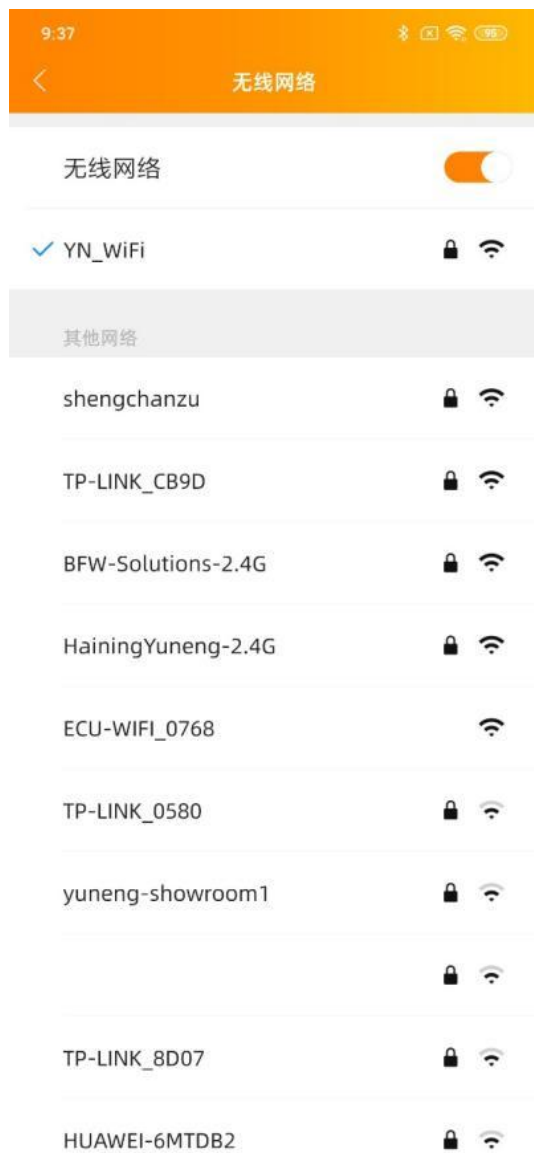 9:37
95
无线网络
无线网络
YN_WiFi
其他网络
shengchanzu
TP-LINK_CB9D
BFW-Solutions-2.4G
HainingYuneng-2.4G
ECU-WIFI_0768
TP-LINK_0580
yuneng-showroom1
TP-LINK_8D07
HUAWEI-6MTDB2